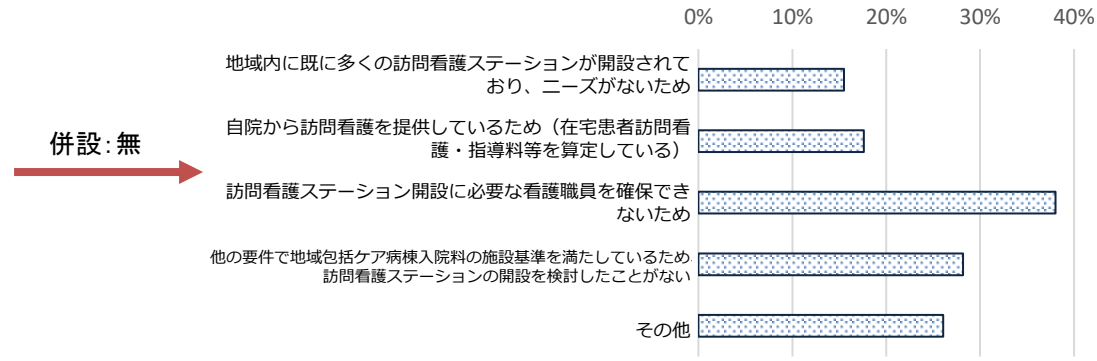 0% 10% 20% 30% 40%
地域内に既に多くの訪問看護ステーションが開設されて
おり、ニーズがないため
併設：無
自院から訪問看護を提供しているため（在宅患者訪問看
護・指導料等を算定している）
訪問看護ステーション開設に必要な看護職員を確保でき
ないため
他の要件で地域包括ケア病棟入院料の施設基準を満たしているため、
訪問看護ステーションの開設を検討したことがない
その他